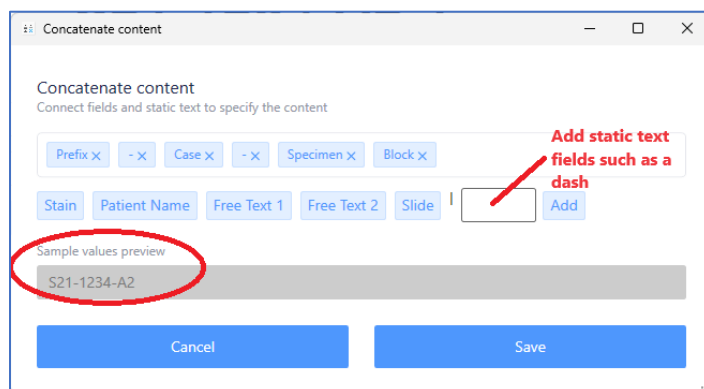 Concatenate content
Concatenate content
Connect fields and static text to specify the content
Prefix × - × Case × - × Specimen × Block ×
Add static text
fields such as a
dash
Stain Patient Name Free Text 1 Free Text 2 Slide | Add
Sample values preview
S21-1234-A2
Cancel Save